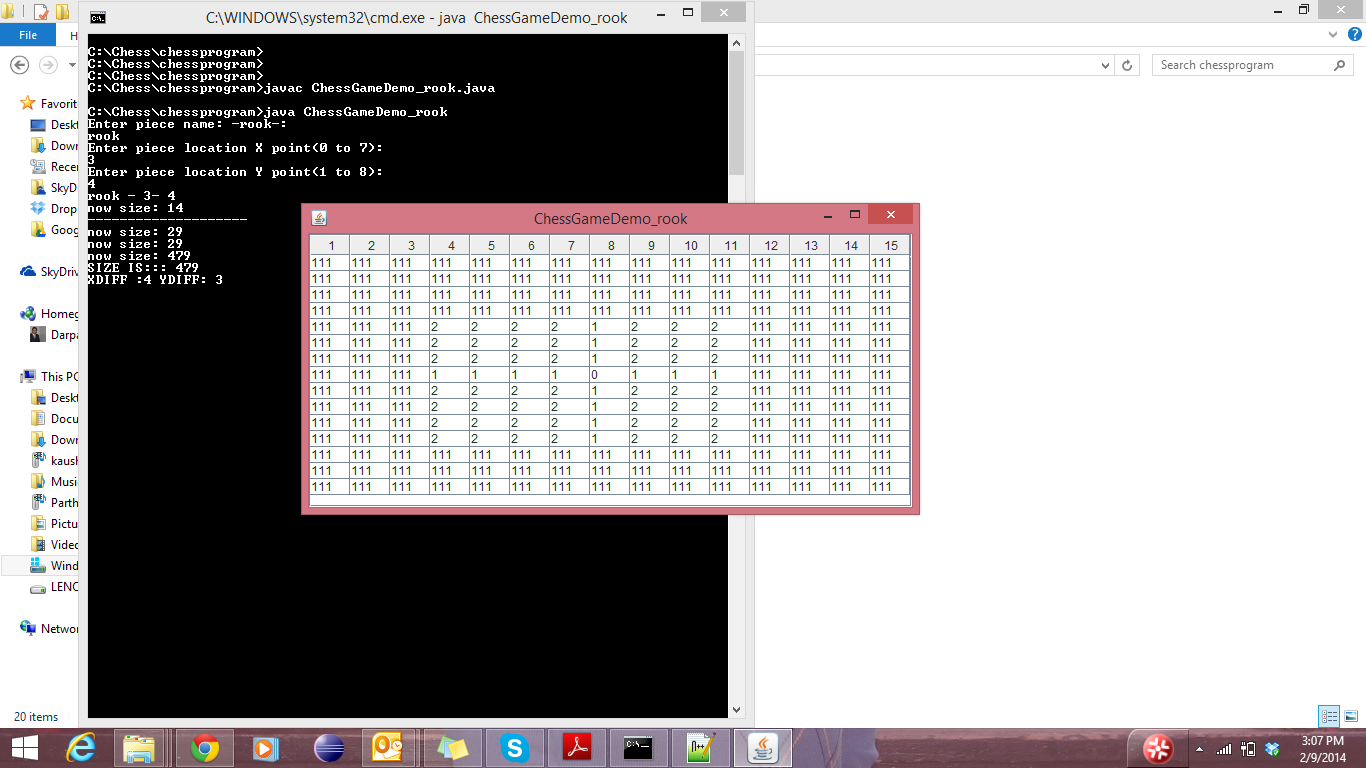 C:\WINDOWS\system32\cmd.exe - java ChessGameDemo_rook
File
H
Search chessprogram
Favorit
Deskt
Down
Recer
SkyDr
Drop
Goog
SkyDriv
Homeg
Darpa
This PC
Deskt
Docu
Down
kaush
Music
Parth
Pictu
Videc
Wind
LENC
Networ
20 items
C:\Chess\chessprogram>
C:\Chess\chessprogram>
C:\Chess\chessprogram>
C:\Chess\chessprogram>javac ChessGameDemo_rook.java
C:\Chess\chessprogram>java ChessGameDemo_rook
Enter piece name: -rook-:
rook
Enter piece location X point(0 to 7):
3
Enter piece location Y point(1 to 8):
4
rook - 3- 4
now size: 14
--------------------
now size: 29
now size: 29
now size: 479
SIZE IS::: 479
XDIFF :4 YDIFF: 3
ChessGameDemo_rook
1 2 3 4 5 6 7 8 9 10 11 12 13 14 15
111 111 111 111 111 111 111 111 111 111 111 111 111 111 111
111 111 111 111 111 111 111 111 111 111 111 111 111 111 111
111 111 111 111 111 111 111 111 111 111 111 111 111 111 111
111 111 111 111 111 111 111 111 111 111 111 111 111 111 111
111 111 111 2 2 2 2 1 2 2 2 111 111 111 111
111 111 111 2 2 2 2 1 2 2 2 111 111 111 111
111 111 111 2 2 2 2 1 2 2 2 111 111 111 111
111 111 111 1 1 1 1 0 1 1 1 111 111 111 111
111 111 111 2 2 2 2 1 2 2 2 111 111 111 111
111 111 111 2 2 2 2 1 2 2 2 111 111 111 111
111 111 111 2 2 2 2 1 2 2 2 111 111 111 111
111 111 111 2 2 2 2 1 2 2 2 111 111 111 111
111 111 111 111 111 111 111 111 111 111 111 111 111 111 111
111 111 111 111 111 111 111 111 111 111 111 111 111 111 111
111 111 111 111 111 111 111 111 111 111 111 111 111 111 111
3:07 PM
2/9/2014